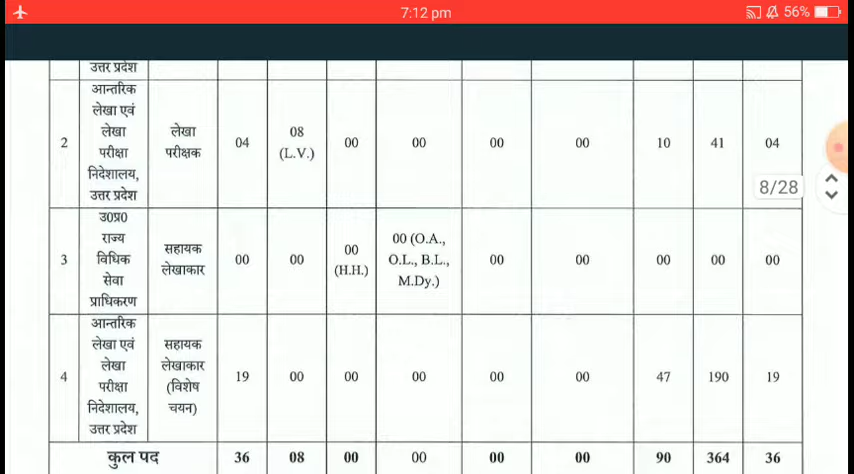 7:12 pm
56%
उत्तर प्रदेश
2
आन्तरिक
लेखा एवं
लेखा
परीक्षा
निदेशालय,
उत्तर प्रदेश
लेखा
परीक्षक
04
08
(L.V.)
00
00
00
00
10
41
04
8/28
3
उ0प्र0
राज्य
विधिक
सेवा
प्राधिकरण
सहायक
लेखाकार
00
00
00
(H.H.)
00 (O.A.,
O.L., B.L.,
M.Dy.)
00
00
00
00
00
4
आन्तरिक
लेखा एवं
लेखा
परीक्षा
निदेशालय,
उत्तर प्रदेश
सहायक
लेखाकार
(विशेष
चयन)
19
00
00
00
00
00
47
190
19
कुल पद
36
08
00
00
00
00
90
364
36